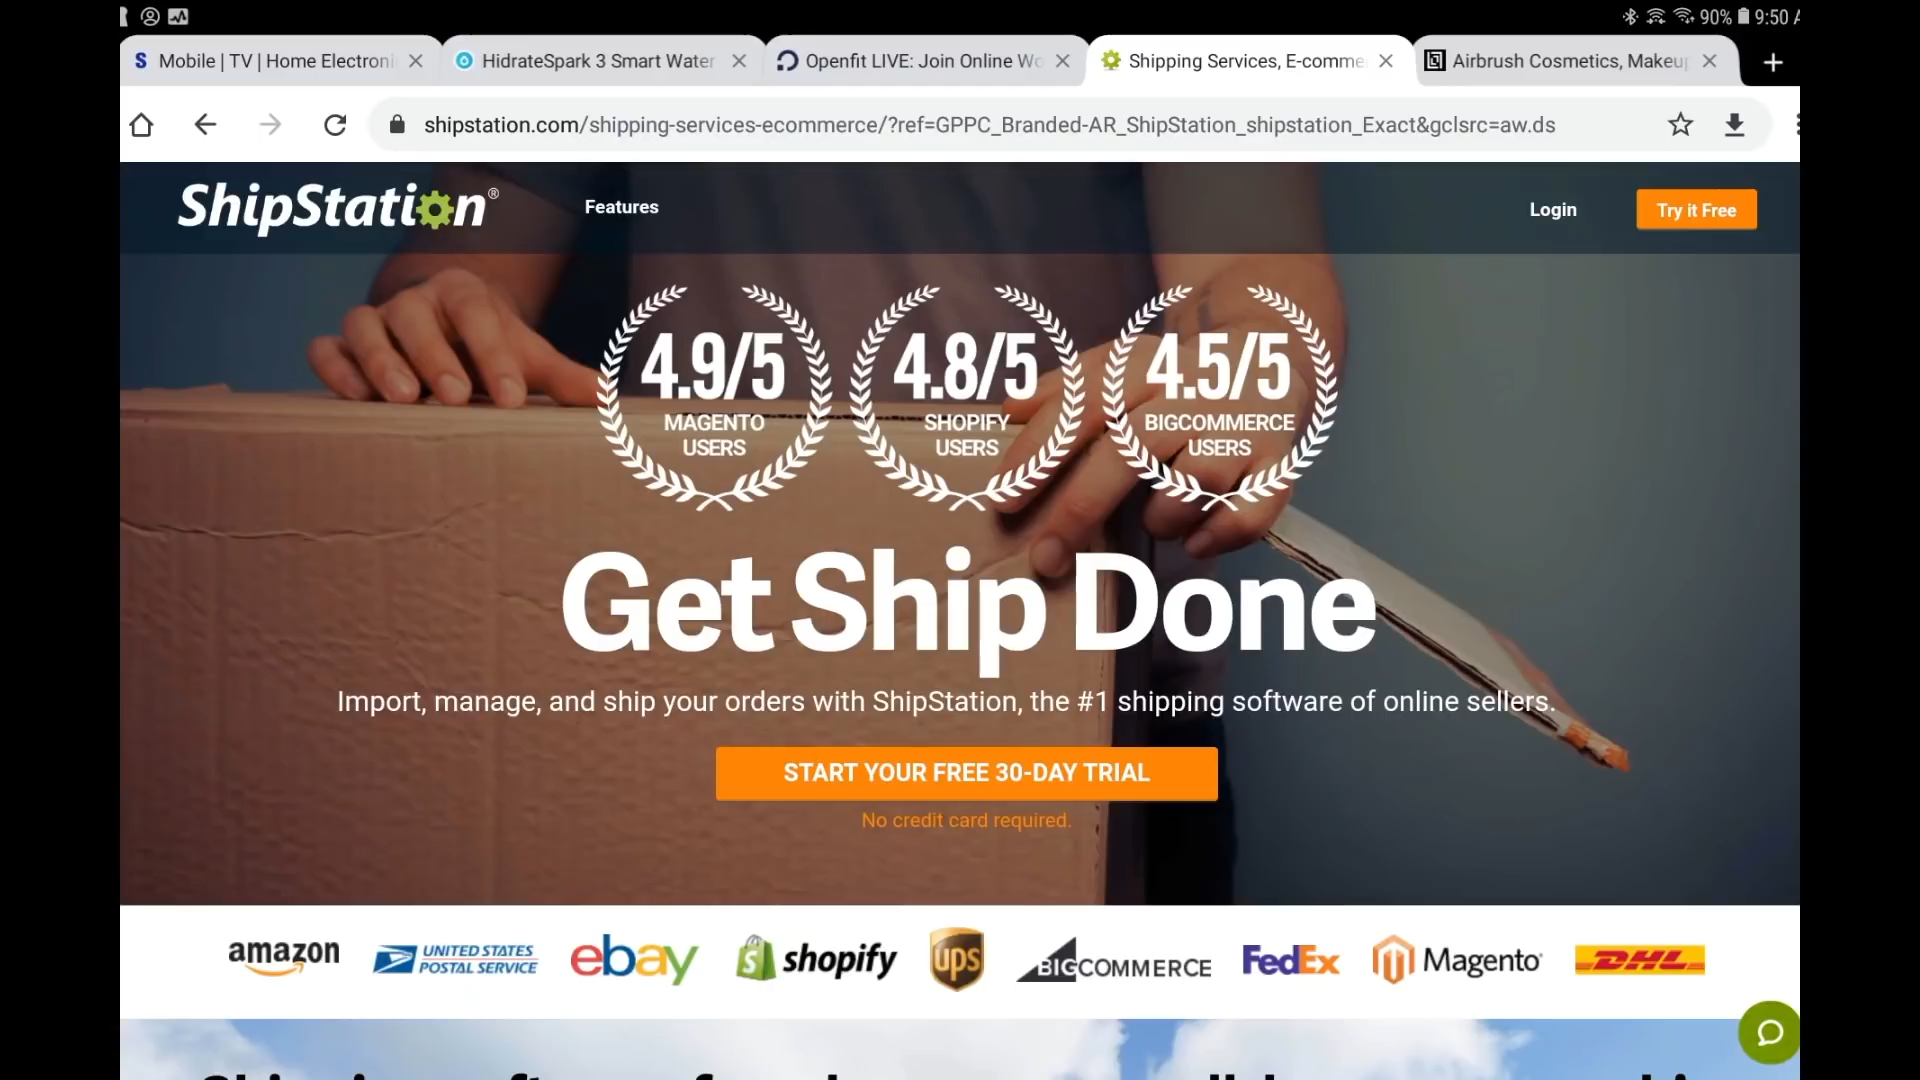 90% 9:50
S Mobile | TV | Home Electroni
HidrateSpark 3 Smart Water
Openfit LIVE: Join Online Wo
Shipping Services, E-comme
Airbrush Cosmetics, Makeup
shipstation.com/shipping-services-ecommerce/?ref=GPPC_Branded-AR_ShipStation_shipstation_Exact&gclsrc=aw.ds
ShipStation®
Features
Login
Try it Free
4.9/5
MAGENTO
USERS
4.8/5
SHOPIFY
USERS
4.5/5
BIGCOMMERCE
USERS
Get Ship Done
Import, manage, and ship your orders with ShipStation, the #1 shipping software of online sellers.
START YOUR FREE 30-DAY TRIAL
No credit card required.
amazon
UNITED STATES
POSTAL SERVICE
ebay
shopify
ups
BIGCOMMERCE
FedEx
Magento
DHL